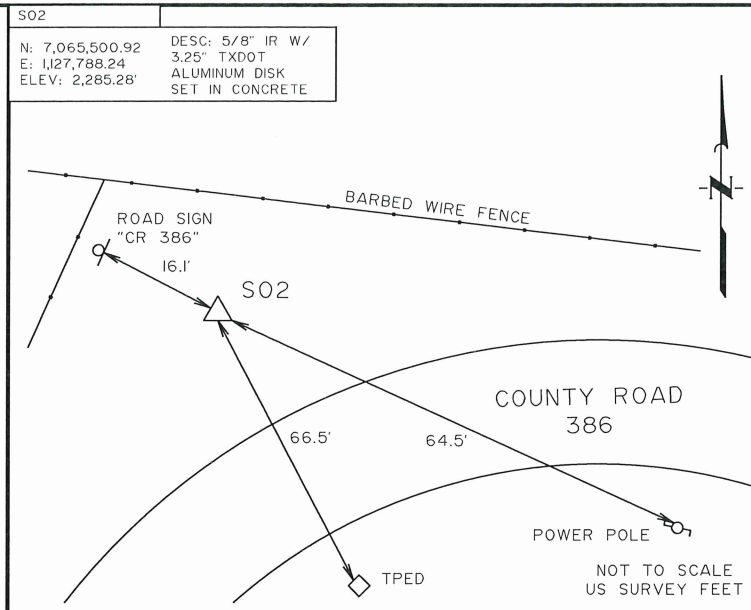 SO2
N: 7,065,500.92
E: 1,127,788.24
ELEV: 2,285.28'
DESC: 5/8" IR W/
3.25" TXDOT
ALUMINUM DISK
SET IN CONCRETE
N
BARBED WIRE FENCE
ROAD SIGN
"CR 386"
16.1'
SO2
COUNTY ROAD
386
66.5'
64.5'
POWER POLE
TPED
NOT TO SCALE
US SURVEY FEET